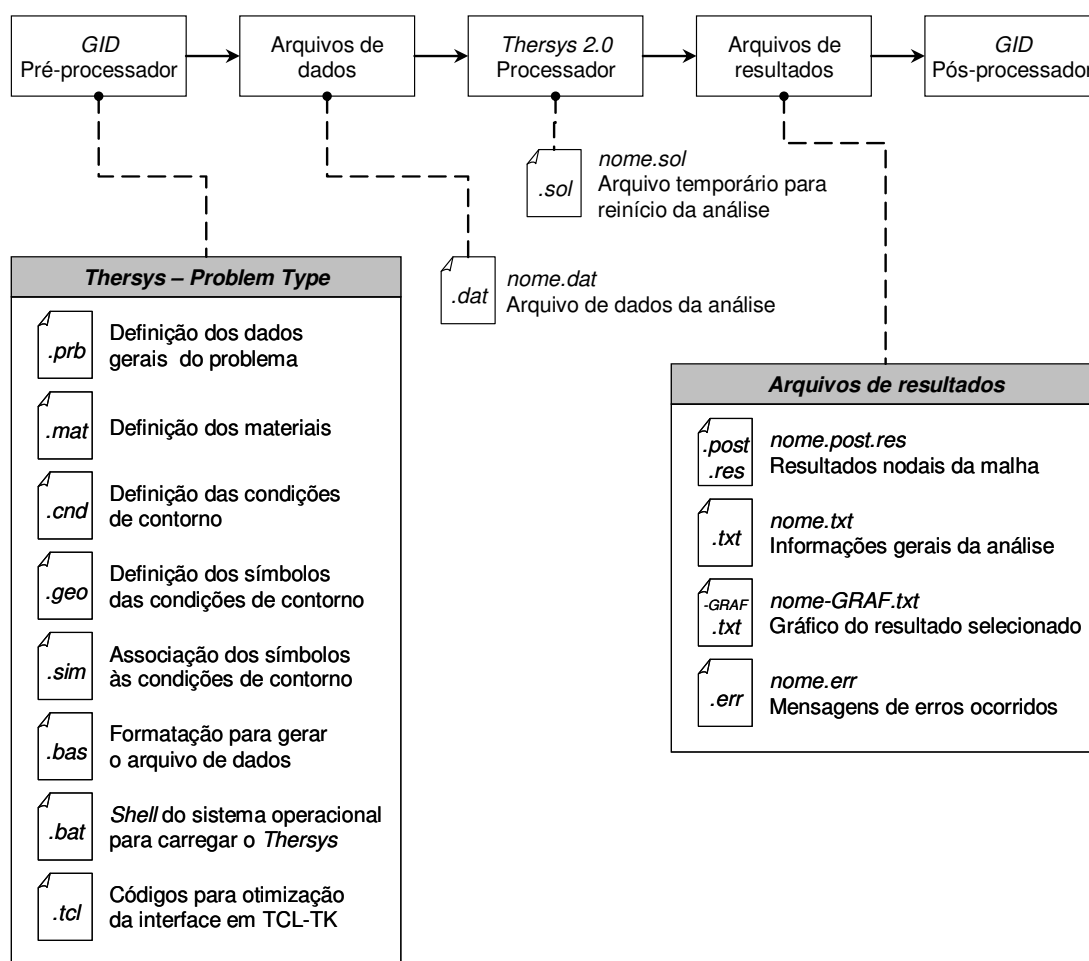 GID
Pré-processador
Arquivos de
dados
Thersys 2.0
Processador
Arquivos de
resultados
GID
Pós-processador
.sol
nome.sol
Arquivo temporário para
reinício da análise
.dat
nome.dat
Arquivo de dados da análise
Thersys – Problem Type
.prb
Definição dos dados
gerais do problema
.mat
Definição dos materiais
.cnd
Definição das condições
de contorno
.geo
Definição dos símbolos
das condições de contorno
.sim
Associação dos símbolos
às condições de contorno
.bas
Formatação para gerar
o arquivo de dados
.bat
Shell do sistema operacional
para carregar o Thersys
.tcl
Códigos para otimização
da interface em TCL-TK
Arquivos de resultados
.post
.res
nome.post.res
Resultados nodais da malha
.txt
nome.txt
Informações gerais da análise
-GRAF
.txt
nome-GRAF.txt
Gráfico do resultado selecionado
.err
nome.err
Mensagens de erros ocorridos